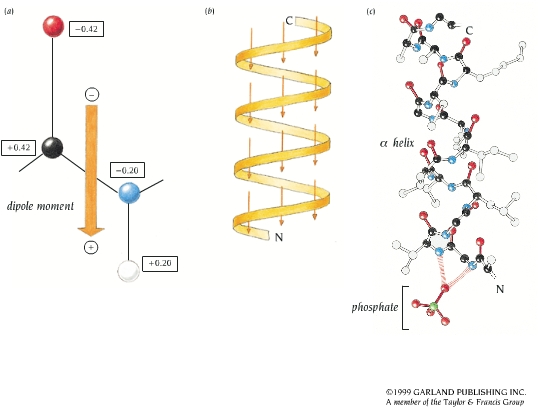 (a)
−0.42
−
+0.42
−0.20
dipole moment
+
+0.20
(b)
C
N
(c)
C
α helix
N
phosphate
©1999 GARLAND PUBLISHING INC.
A member of the Taylor & Francis Group